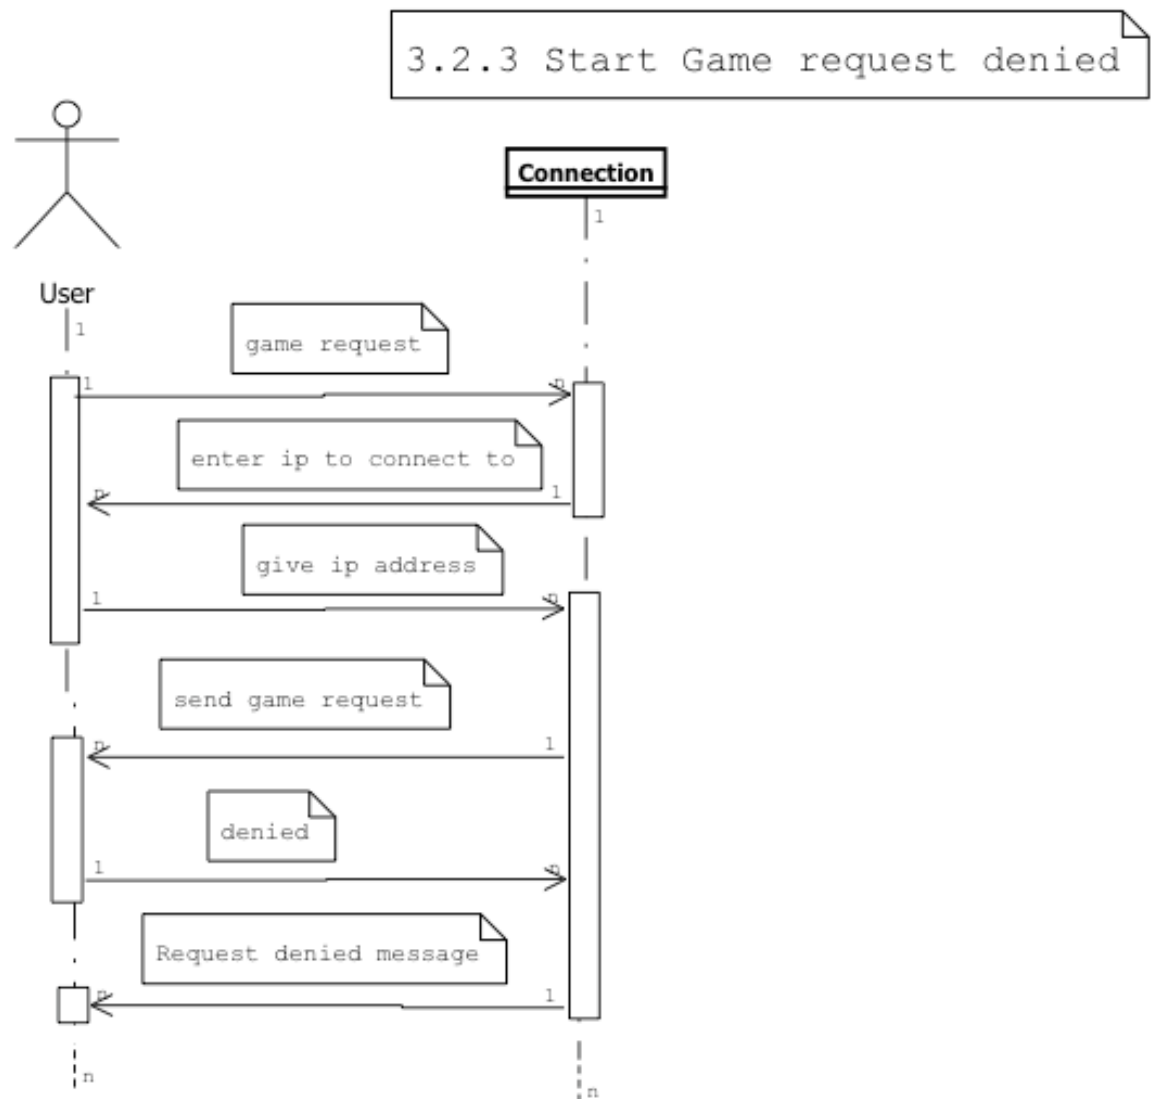 3.2.3 Start Game request denied
Connection
1
User
1
game request
1
n
enter ip to connect to
n
1
give ip address
1
n
send game request
n
1
denied
1
n
Request denied message
n
1
n
n